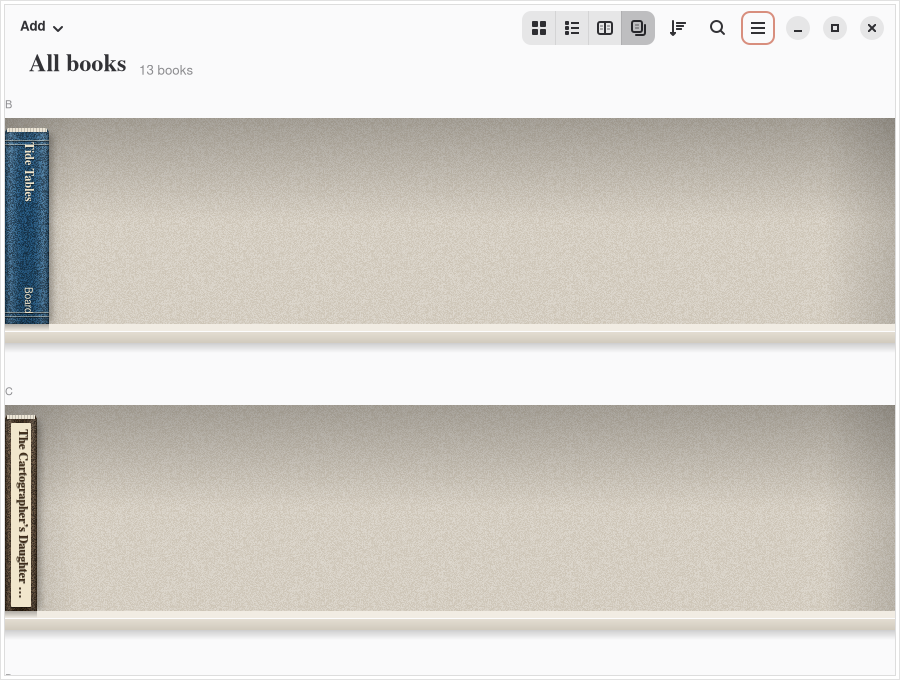 Add
All books
13 books
B
Tide Tables
Board
C
The Cartographer's Daughter ...